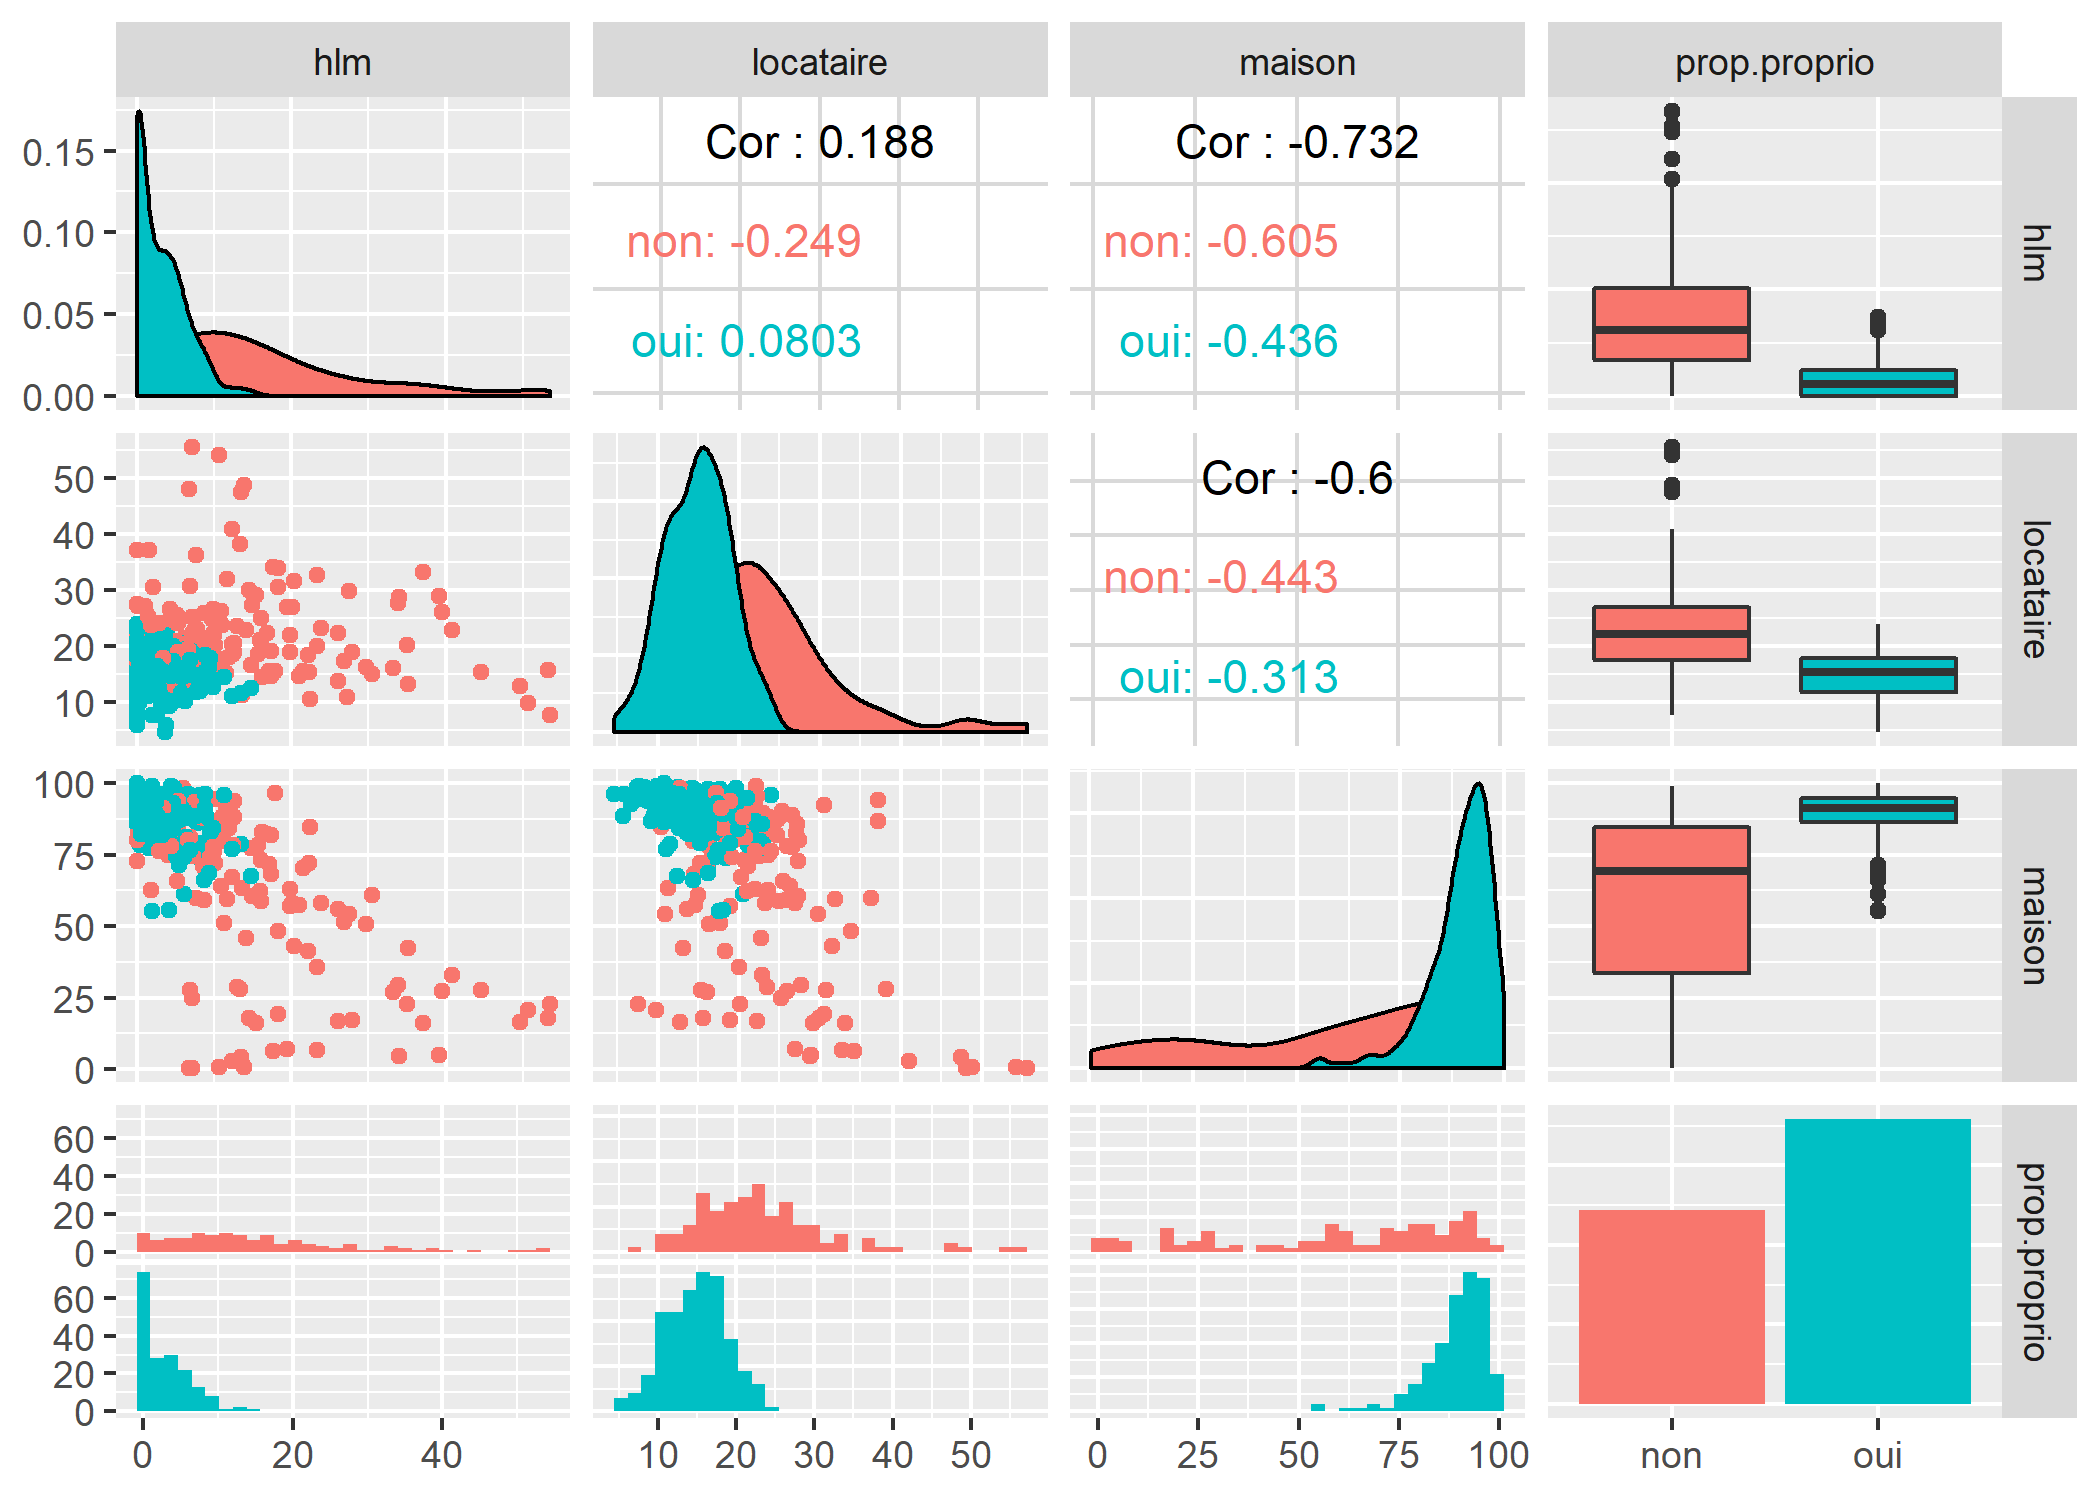 hlm locataire maison prop.proprio
0.15
0.10
0.05
0.00
Cor : 0.188
non: -0.249
oui: 0.0803
Cor : -0.732
non: -0.605
oui: -0.436
hlm
50
40
30
20
10
Cor : -0.6
non: -0.443
oui: -0.313
locataire
100
75
50
25
0
maison
60
40
20
0
60
40
20
0
prop.proprio
0 20 40 10 20 30 40 50 0 25 50 75 100 non oui